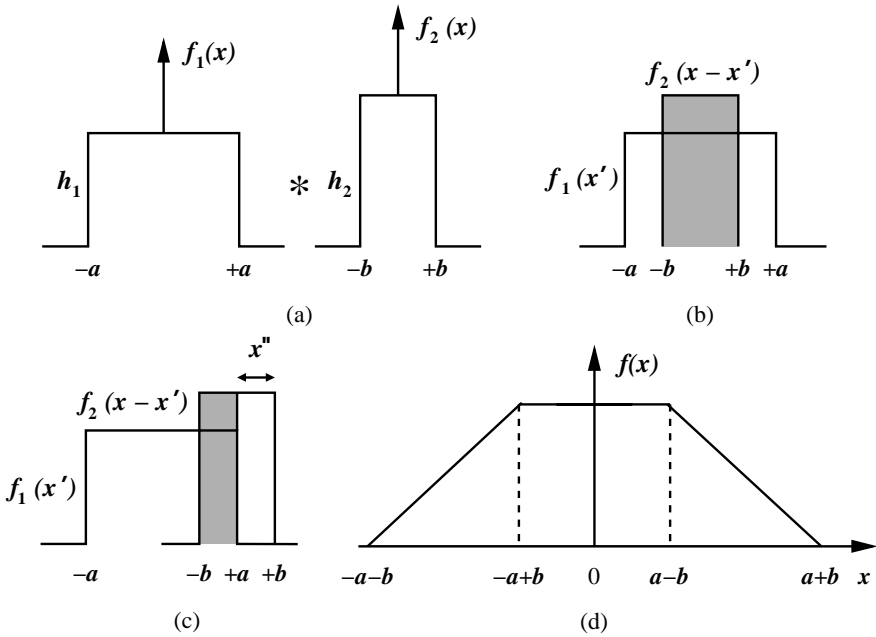 f₁(x)
f₂ (x)
h₁
*
h₂
−a
+a
−b
+b
(a)
f₂ (x − x′)
f₁ (x′)
−a
−b
+b
+a
(b)
x"
f₂ (x − x′)
f₁ (x′)
−a
−b
+a
+b
(c)
f(x)
−a−b
−a+b
0
a−b
a+b
x
(d)